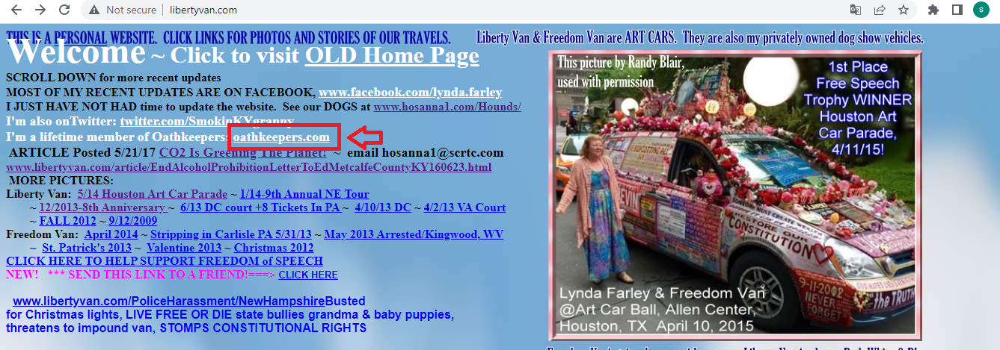 Not secure | libertyvan.com
THIS IS A PERSONAL WEBSITE. CLICK LINKS FOR PHOTOS AND STORIES OF OUR TRAVELS.
Liberty Van & Freedom Van are ART CARS. They are also my privately owned dog show vehicles.
Welcome ~ Click to visit OLD Home Page
SCROLL DOWN for more recent updates
MOST OF MY RECENT UPDATES ARE ON FACEBOOK, www.facebook.com/lynda.farley
I JUST HAVE NOT HAD time to update the website. See our DOGS at www.hosanna1.com/Hounds/
I'm also onTwitter: twitter.com/SmokinKYgranny
I'm a lifetime member of Oathkeepers: oathkeepers.com
ARTICLE Posted 5/21/17 CO2 Is Greening The Planet! ~ email hosanna1@scrtc.com
www.libertyvan.com/article/EndAlcoholProhibitionLetterToEdMetcalfeCountyKY160623.html
MORE PICTURES:
Liberty Van: 5/14 Houston Art Car Parade ~ 1/14-9th Annual NE Tour
~ 12/2013-8th Anniversary ~ 6/13 DC court +8 Tickets In PA ~ 4/10/13 DC ~ 4/2/13 VA Court
~ FALL 2012 ~ 9/12/2009
Freedom Van: April 2014 ~ Stripping in Carlisle PA 5/31/13 ~ May 2013 Arrested/Kingwood, WV
~ St. Patrick's 2013 ~ Valentine 2013 ~ Christmas 2012
CLICK HERE TO HELP SUPPORT FREEDOM of SPEECH
NEW! *** SEND THIS LINK TO A FRIEND!===> CLICK HERE
www.libertyvan.com/PoliceHarassment/NewHampshireBusted
for Christmas lights, LIVE FREE OR DIE state bullies grandma & baby puppies,
threatens to impound van, STOMPS CONSTITUTIONAL RIGHTS
This picture by Randy Blair,
used with permission
1st Place
Free Speech
Trophy WINNER
Houston Art
Car Parade,
4/11/15!
RESTORE OUR
CONSTITUTION
9-11-2002
NEVER
FORGET
the TRUTH
Lynda Farley & Freedom Van
@Art Car Ball, Allen Center,
Houston, TX April 10, 2015